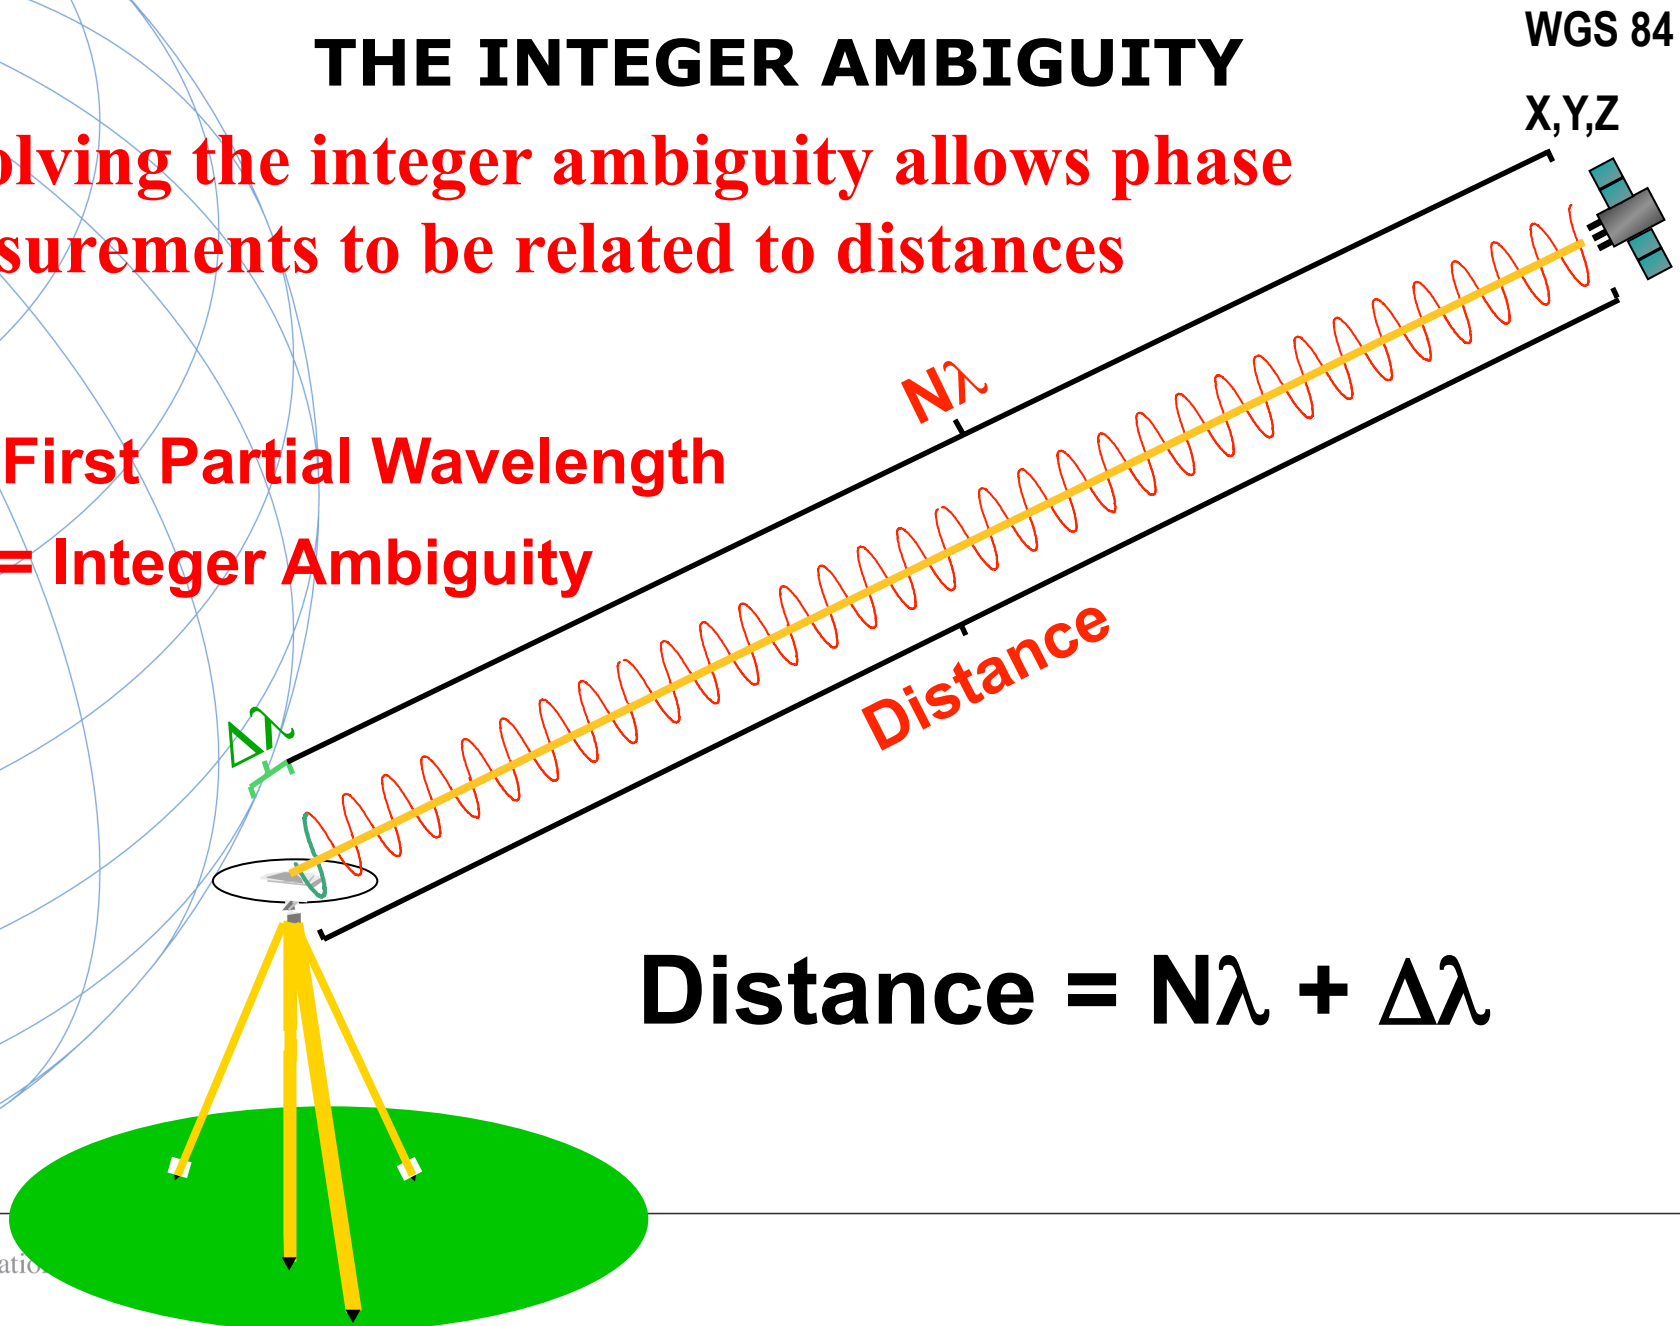 THE INTEGER AMBIGUITY
WGS 84
X,Y,Z
olving the integer ambiguity allows phase
surements to be related to distances
Nλ
First Partial Wavelength
= Integer Ambiguity
Distance
Δλ
Distance = Nλ + Δλ